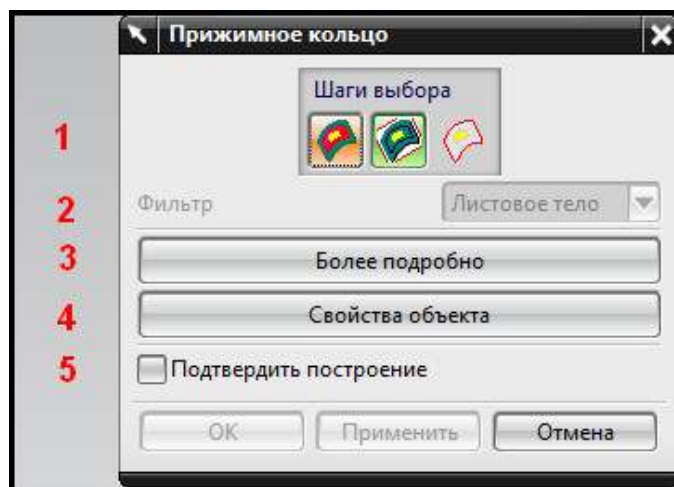 Прижимное кольцо
Шаги выбора
1
2 Фильтр Листовое тело
3 Более подробно
4 Свойства объекта
5 Подтвердить построение
ОК Применить Отмена